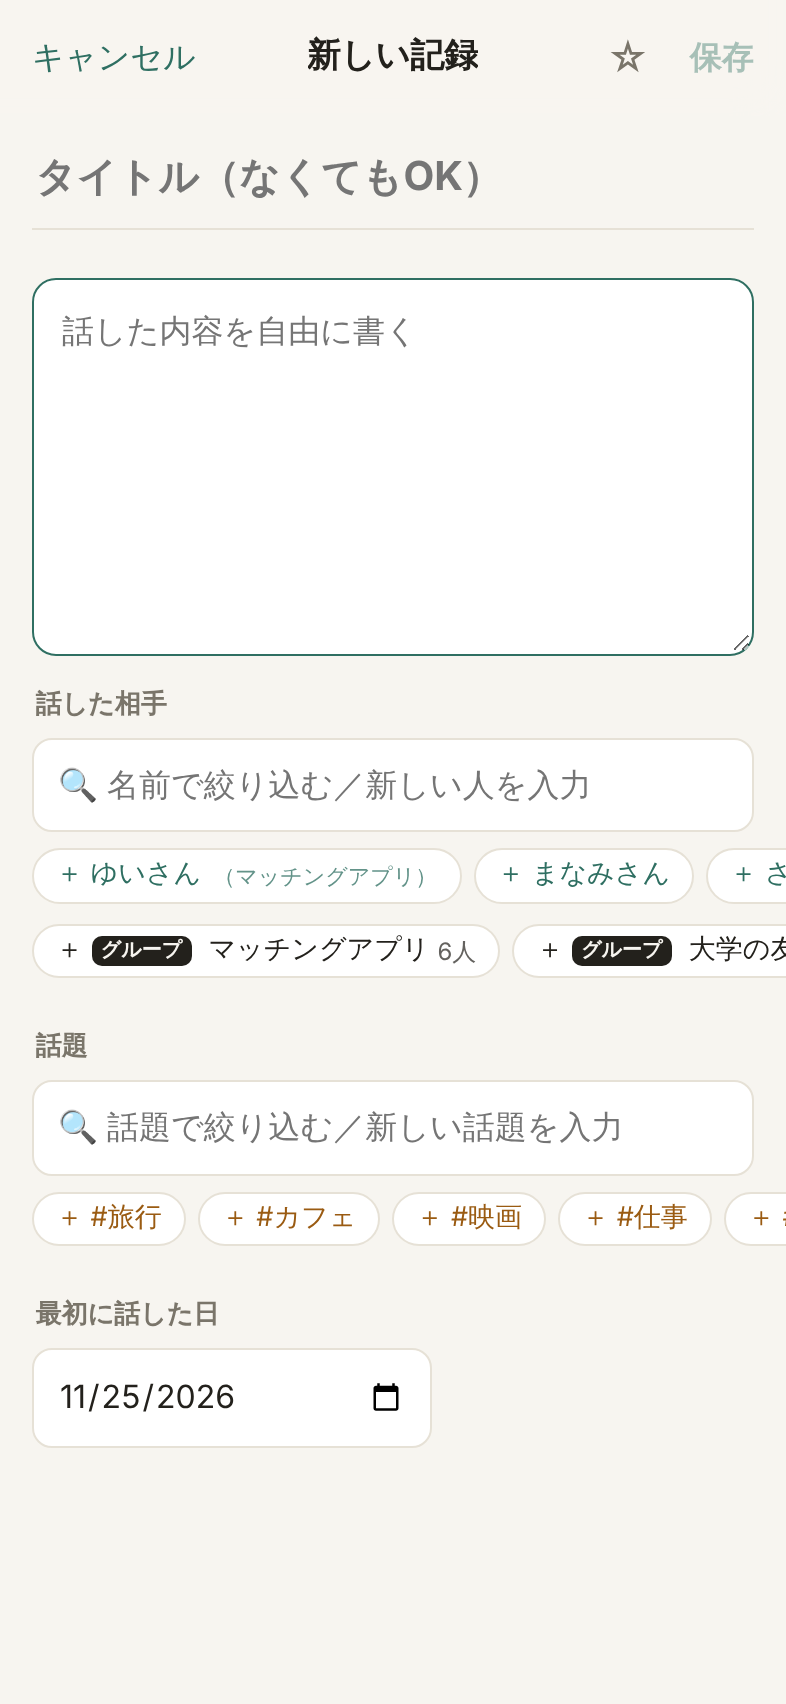 キャンセル 新しい記録 ☆ 保存
タイトル（なくてもOK）
話した内容を自由に書く
話した相手
🔍 名前で絞り込む／新しい人を入力
＋ ゆいさん （マッチングアプリ） ＋ まなみさん ＋ さ
＋ グループ マッチングアプリ 6人 ＋ グループ 大学の友
話題
🔍 話題で絞り込む／新しい話題を入力
＋ #旅行 ＋ #カフェ ＋ #映画 ＋ #仕事 ＋ #
最初に話した日
11/25/2026